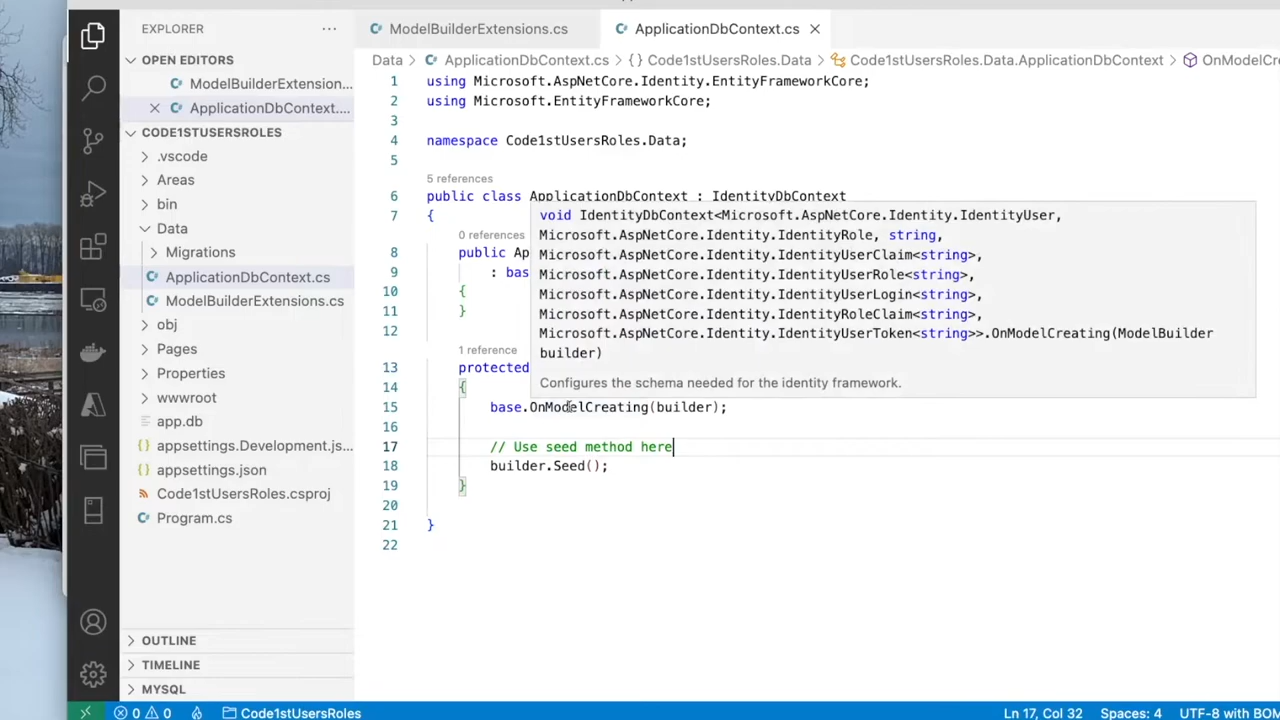 EXPLORER
OPEN EDITORS
ModelBuilderExtension...
ApplicationDbContext....
CODE1STUSERSROLES
.vscode
Areas
bin
Data
Migrations
ApplicationDbContext.cs
ModelBuilderExtensions.cs
obj
Pages
Properties
wwwroot
app.db
appsettings.Development.js...
appsettings.json
Code1stUsersRoles.csproj
Program.cs
OUTLINE
TIMELINE
MYSQL
ModelBuilderExtensions.cs
ApplicationDbContext.cs
Data > ApplicationDbContext.cs > {} Code1stUsersRoles.Data > Code1stUsersRoles.Data.ApplicationDbContext > OnModelCre
1 using Microsoft.AspNetCore.Identity.EntityFrameworkCore;
2 using Microsoft.EntityFrameworkCore;
3
4 namespace Code1stUsersRoles.Data;
5
5 references
6 public class ApplicationDbContext : IdentityDbContext
7 {
0 references
8 public Ap
9 : bas
10 {
11 }
12
1 reference
13 protected
14 {
15 base.OnModelCreating(builder);
16
17 // Use seed method here
18 builder.Seed();
19 }
20
21 }
22
void IdentityDbContext<Microsoft.AspNetCore.Identity.IdentityUser,
Microsoft.AspNetCore.Identity.IdentityRole, string,
Microsoft.AspNetCore.Identity.IdentityUserClaim<string>,
Microsoft.AspNetCore.Identity.IdentityUserRole<string>,
Microsoft.AspNetCore.Identity.IdentityUserLogin<string>,
Microsoft.AspNetCore.Identity.IdentityRoleClaim<string>,
Microsoft.AspNetCore.Identity.IdentityUserToken<string>>.OnModelCreating(ModelBuilder
builder)
Configures the schema needed for the identity framework.
0 0 Code1stUsersRoles Ln 17, Col 32 Spaces: 4 UTF-8 with BOM